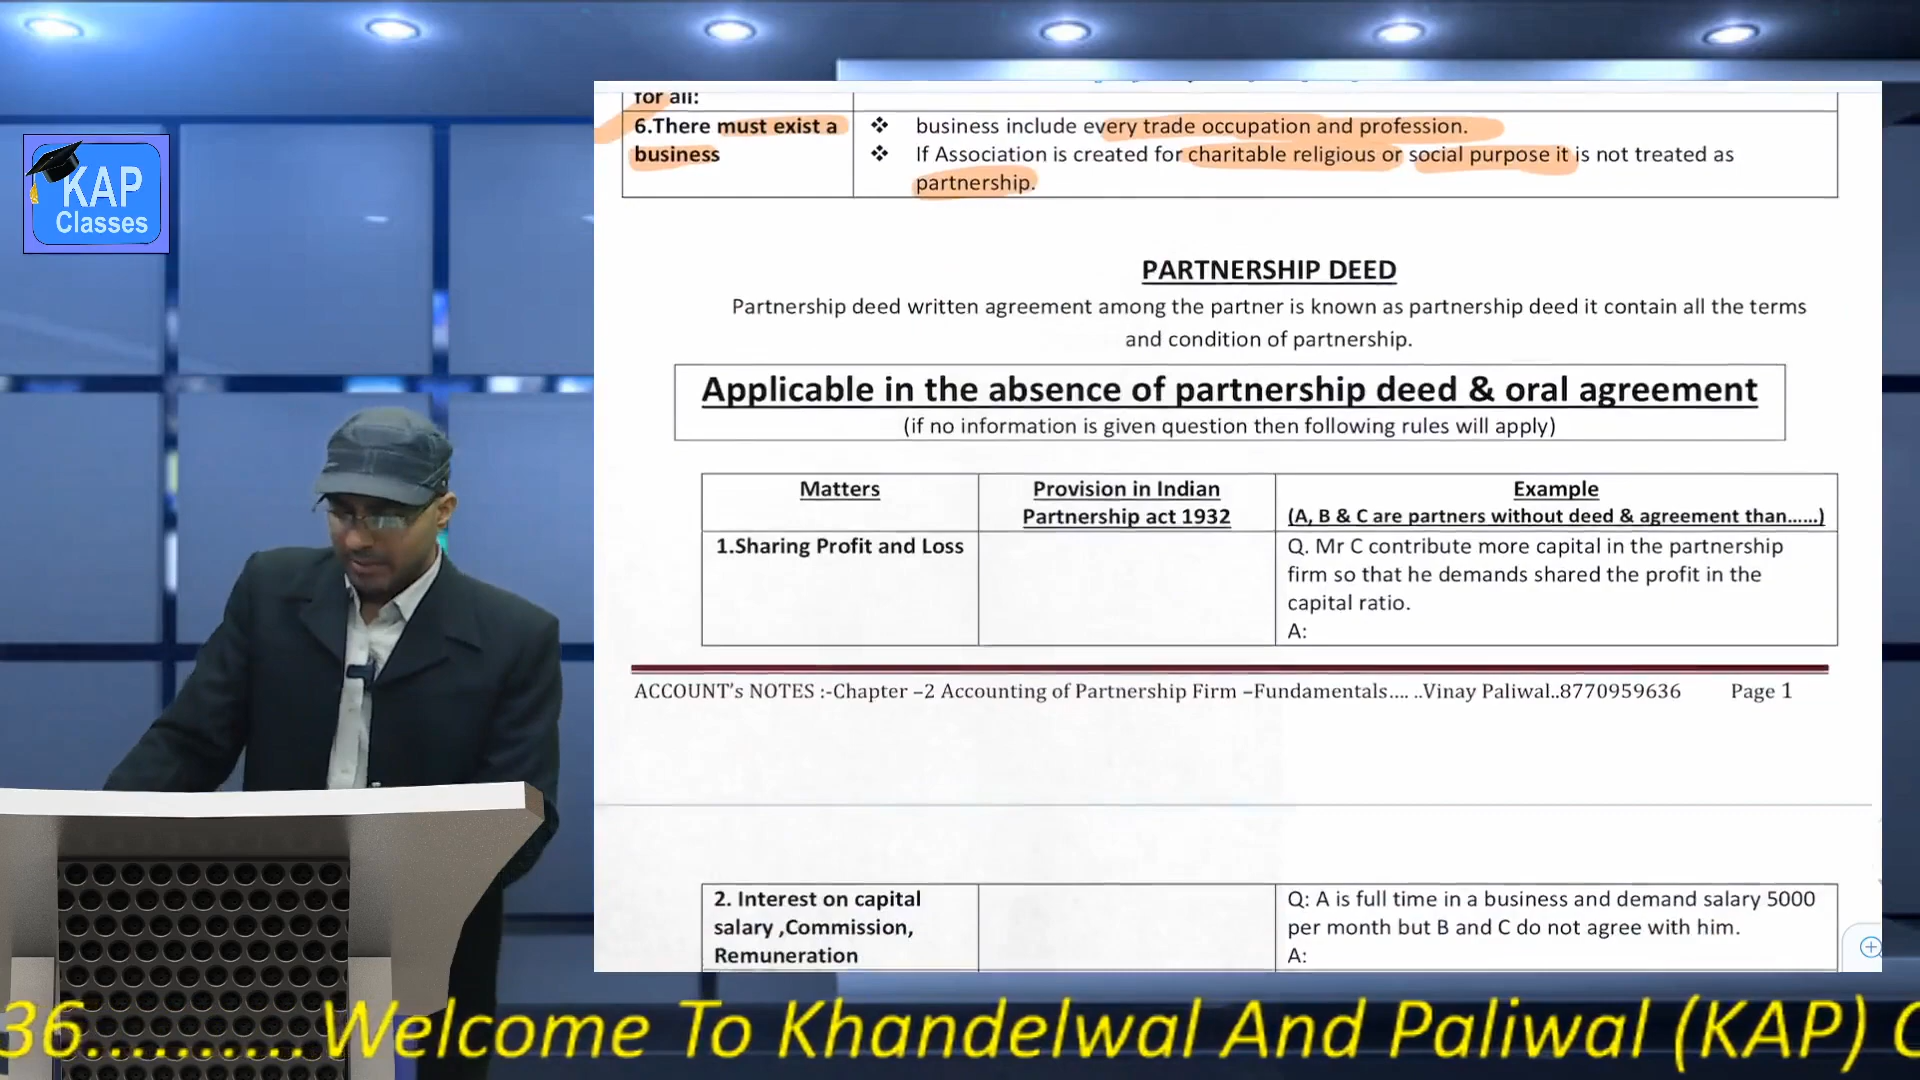 KAP
Classes
for all:
6.There must exist a
business
❖ business include every trade occupation and profession.
❖ If Association is created for charitable religious or social purpose it is not treated as
partnership.
PARTNERSHIP DEED
Partnership deed written agreement among the partner is known as partnership deed it contain all the terms
and condition of partnership.
Applicable in the absence of partnership deed & oral agreement
(if no information is given question then following rules will apply)
Matters
Provision in Indian
Partnership act 1932
Example
(A, B & C are partners without deed & agreement than......)
1.Sharing Profit and Loss
Q. Mr C contribute more capital in the partnership
firm so that he demands shared the profit in the
capital ratio.
A:
ACCOUNT's NOTES :-Chapter –2 Accounting of Partnership Firm –Fundamentals.... ..Vinay Paliwal..8770959636 Page 1
2. Interest on capital
salary ,Commission,
Remuneration
Q: A is full time in a business and demand salary 5000
per month but B and C do not agree with him.
A:
36.........Welcome To Khandelwal And Paliwal (KAP) C